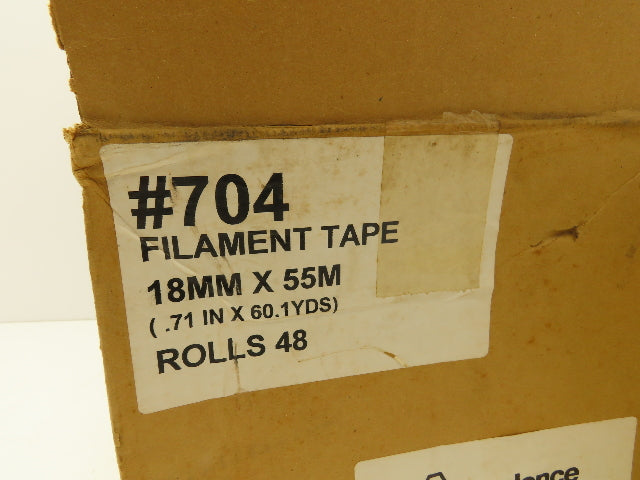 #704
FILAMENT TAPE
18MM X 55M
( .71 IN X 60.1YDS)
ROLLS 48